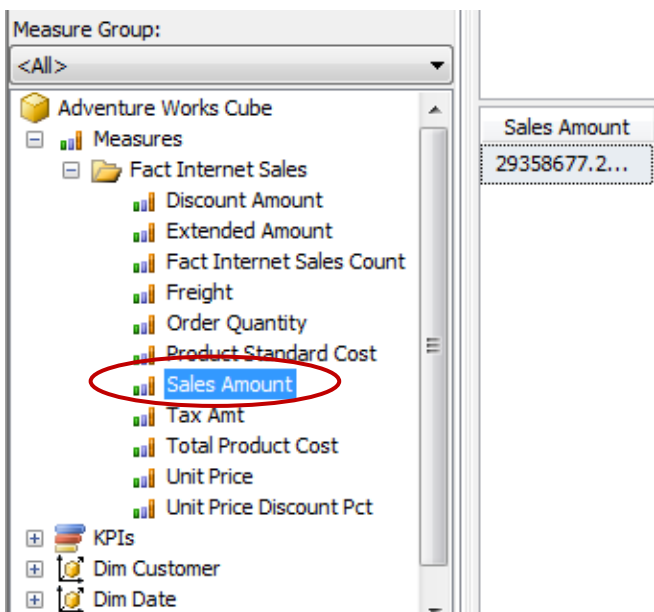 Measure Group:
<All>
Adventure Works Cube
Measures
Fact Internet Sales
Discount Amount
Extended Amount
Fact Internet Sales Count
Freight
Order Quantity
Product Standard Cost
Sales Amount
Tax Amt
Total Product Cost
Unit Price
Unit Price Discount Pct
KPIs
Dim Customer
Dim Date
Sales Amount
29358677.2...